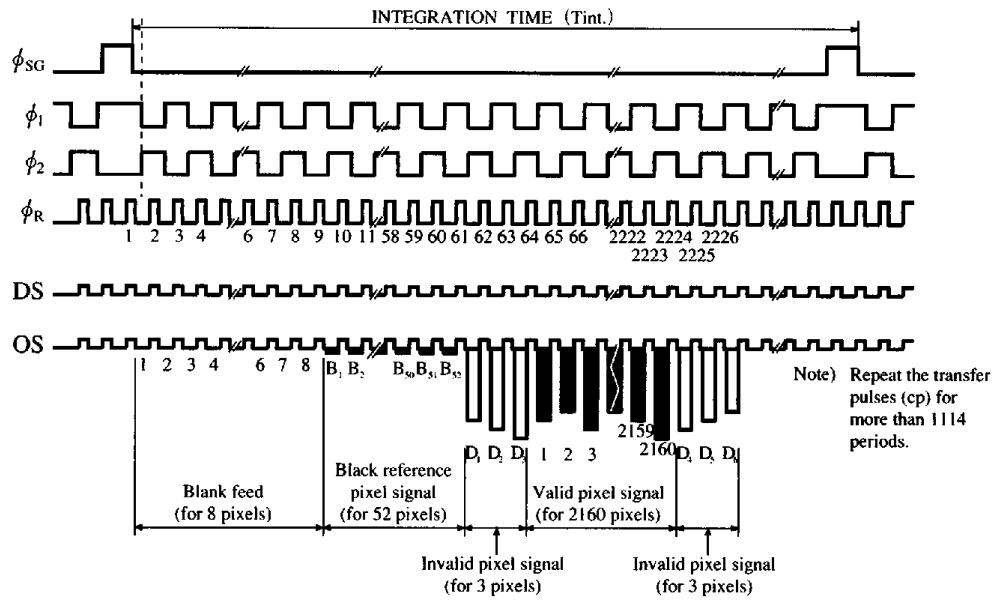 INTEGRATION TIME (Tint.)
ϕSG
ϕ1
ϕ2
ϕR
1 2 3 4 6 7 8 9 10 11 58 59 60 61 62 63 64 65 66 2222 2224 2226
2223 2225
DS
OS
1 2 3 4 6 7 8 B1 B2 B50 B51 B52
Note) Repeat the transfer
pulses (cp) for
more than 1114
periods.
2159
2160
D1 D2 D3 1 2 3 D4 D5 D6
Blank feed
(for 8 pixels)
Black reference
pixel signal
(for 52 pixels)
Valid pixel signal
(for 2160 pixels)
Invalid pixel signal
(for 3 pixels)
Invalid pixel signal
(for 3 pixels)